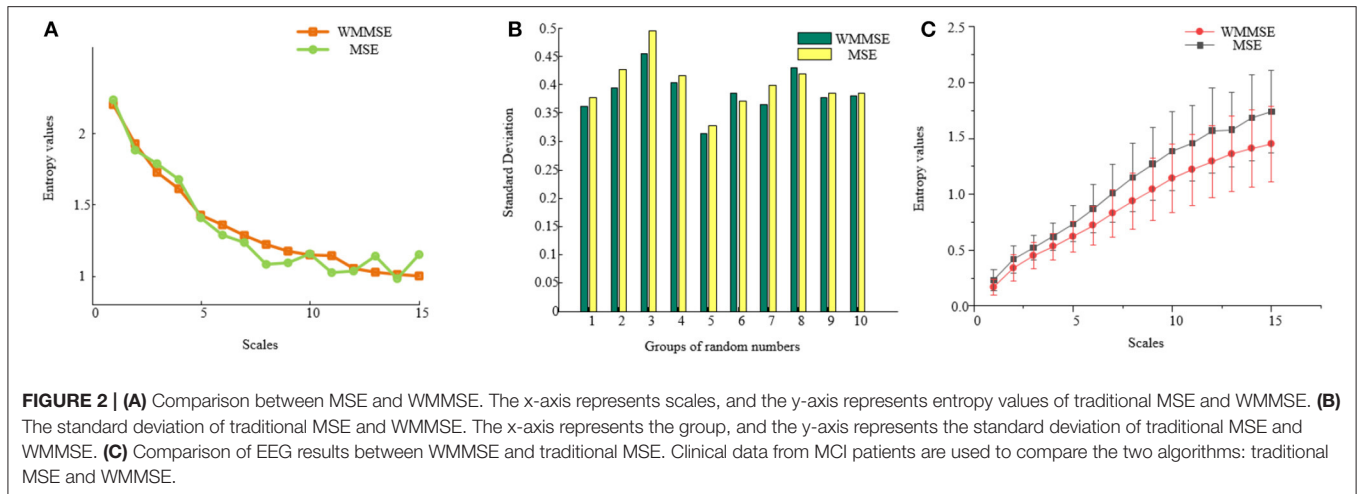 A
WMMSE
MSE
Entropy values
2
1.5
1
0
5
10
15
Scales
B
WMMSE
MSE
Standard Deviation
0.5
0.45
0.4
0.35
0.3
0.25
0.2
0.15
0.1
0.05
0
1 2 3 4 5 6 7 8 9 10
Groups of random numbers
C
WMMSE
MSE
Entropy values
2.5
2.0
1.5
1.0
0.5
0.0
0
5
10
15
Scales
FIGURE 2 | (A) Comparison between MSE and WMMSE. The x-axis represents scales, and the y-axis represents entropy values of traditional MSE and WMMSE. (B)
The standard deviation of traditional MSE and WMMSE. The x-axis represents the group, and the y-axis represents the standard deviation of traditional MSE and
WMMSE. (C) Comparison of EEG results between WMMSE and traditional MSE. Clinical data from MCI patients are used to compare the two algorithms: traditional
MSE and WMMSE.